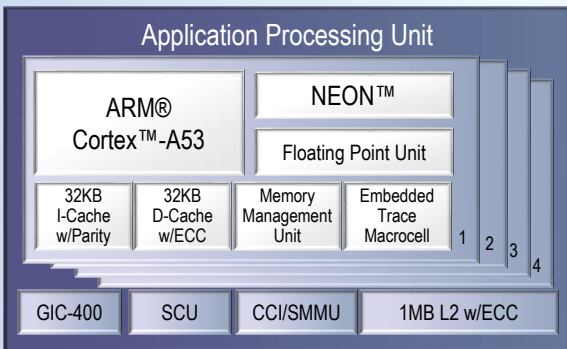 Application Processing Unit
ARM®
Cortex™-A53
NEON™
Floating Point Unit
32KB
I-Cache
w/Parity
32KB
D-Cache
w/ECC
Memory
Management
Unit
Embedded
Trace
Macrocell
1
2
3
4
GIC-400
SCU
CCI/SMMU
1MB L2 w/ECC